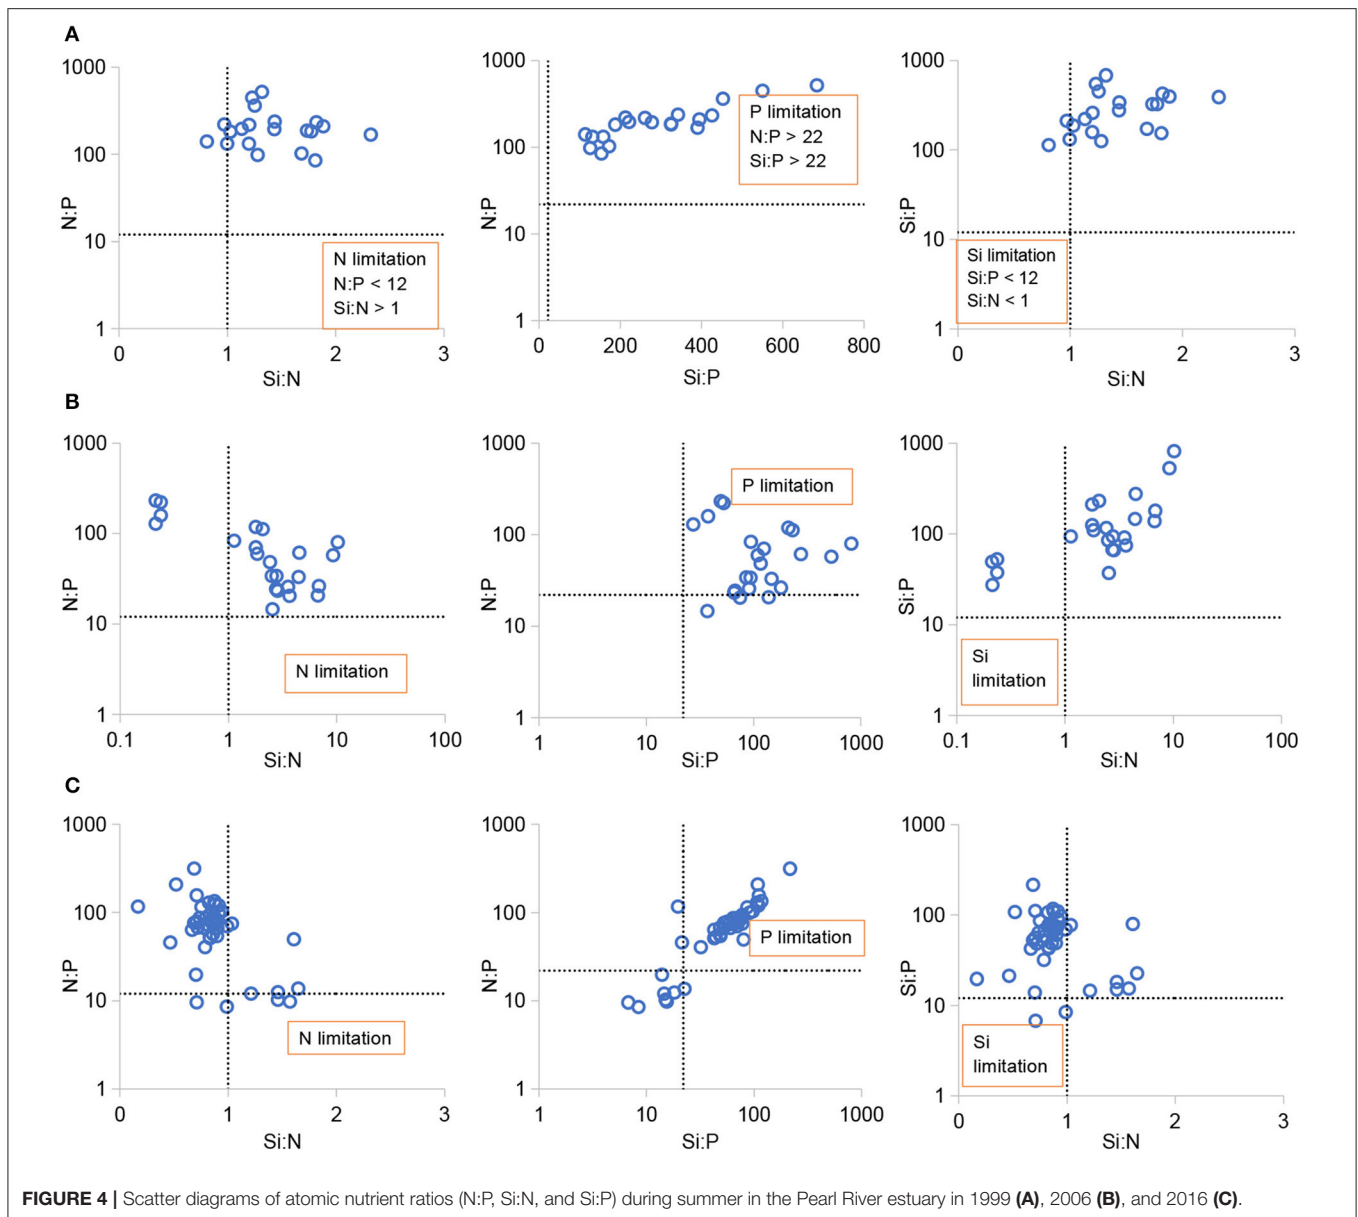 A
1000
100
10
1
N:P
0
1
2
3
Si:N
N limitation
N:P < 12
Si:N > 1
1000
100
10
1
N:P
0
200
400
600
800
Si:P
P limitation
N:P > 22
Si:P > 22
1000
100
10
1
Si:P
0
1
2
3
Si:N
Si limitation
Si:P < 12
Si:N < 1
B
1000
100
10
1
N:P
0.1
1
10
100
Si:N
N limitation
1000
100
10
1
N:P
1
10
100
1000
Si:P
P limitation
1000
100
10
1
Si:P
0.1
1
10
100
Si:N
Si
limitation
C
1000
100
10
1
N:P
0
1
2
3
Si:N
N limitation
1000
100
10
1
N:P
1
10
100
1000
Si:P
P limitation
1000
100
10
1
Si:P
0
1
2
3
Si:N
Si
limitation
FIGURE 4 | Scatter diagrams of atomic nutrient ratios (N:P, Si:N, and Si:P) during summer in the Pearl River estuary in 1999 (A), 2006 (B), and 2016 (C).